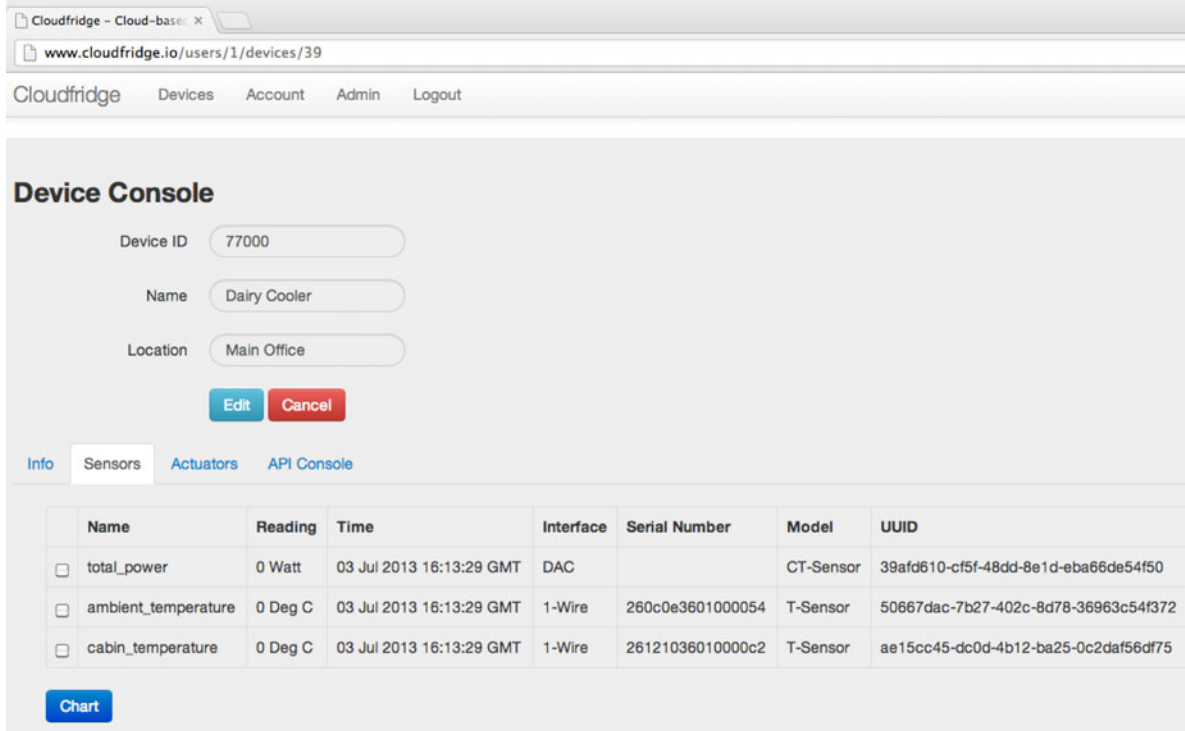 Cloudfridge - Cloud-base
www.cloudfridge.io/users/1/devices/39
Cloudfridge Devices Account Admin Logout
Device Console
Device ID 77000
Name Dairy Cooler
Location Main Office
Edit Cancel
Info Sensors Actuators API Console
Name Reading Time Interface Serial Number Model UUID
total_power 0 Watt 03 Jul 2013 16:13:29 GMT DAC CT-Sensor 39afd610-cf5f-48dd-8e1d-eba66de54f50
ambient_temperature 0 Deg C 03 Jul 2013 16:13:29 GMT 1-Wire 260c0e3601000054 T-Sensor 50667dac-7b27-402c-8d78-36963c54f372
cabin_temperature 0 Deg C 03 Jul 2013 16:13:29 GMT 1-Wire 26121036010000c2 T-Sensor ae15cc45-dc0d-4b12-ba25-0c2daf56df75
Chart